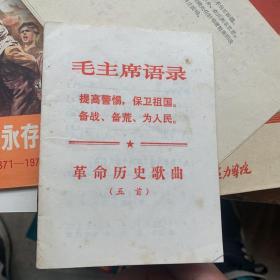 毛主席语录
提高警惕，保卫祖国。
备战、备荒、为人民。
革命历史歌曲
（五首）
永存